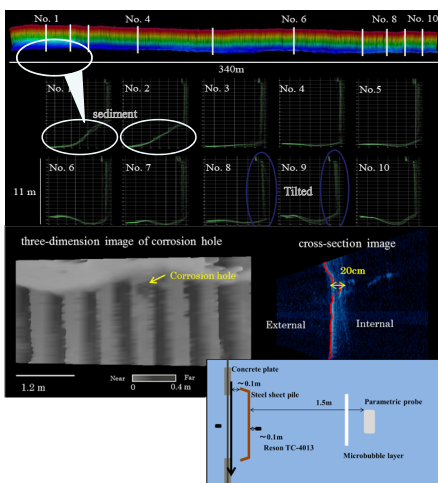 No. 1 No. 4 No. 6 No. 8 No. 10
340m
No. 1 No. 2 No. 3 No. 4 No. 5
sediment
No. 6 No. 7 No. 8 No. 9 No. 10
11 m
Tilted
three-dimension image of corrosion hole
cross-section image
Corrosion hole
20cm
External Internal
Near Far
1.2 m
0 0.4 m
Concrete plate
～0.1m
Steel sheet pile
1.5m
Parametric probe
～0.1m
Reson TC-4013
Microbubble layer